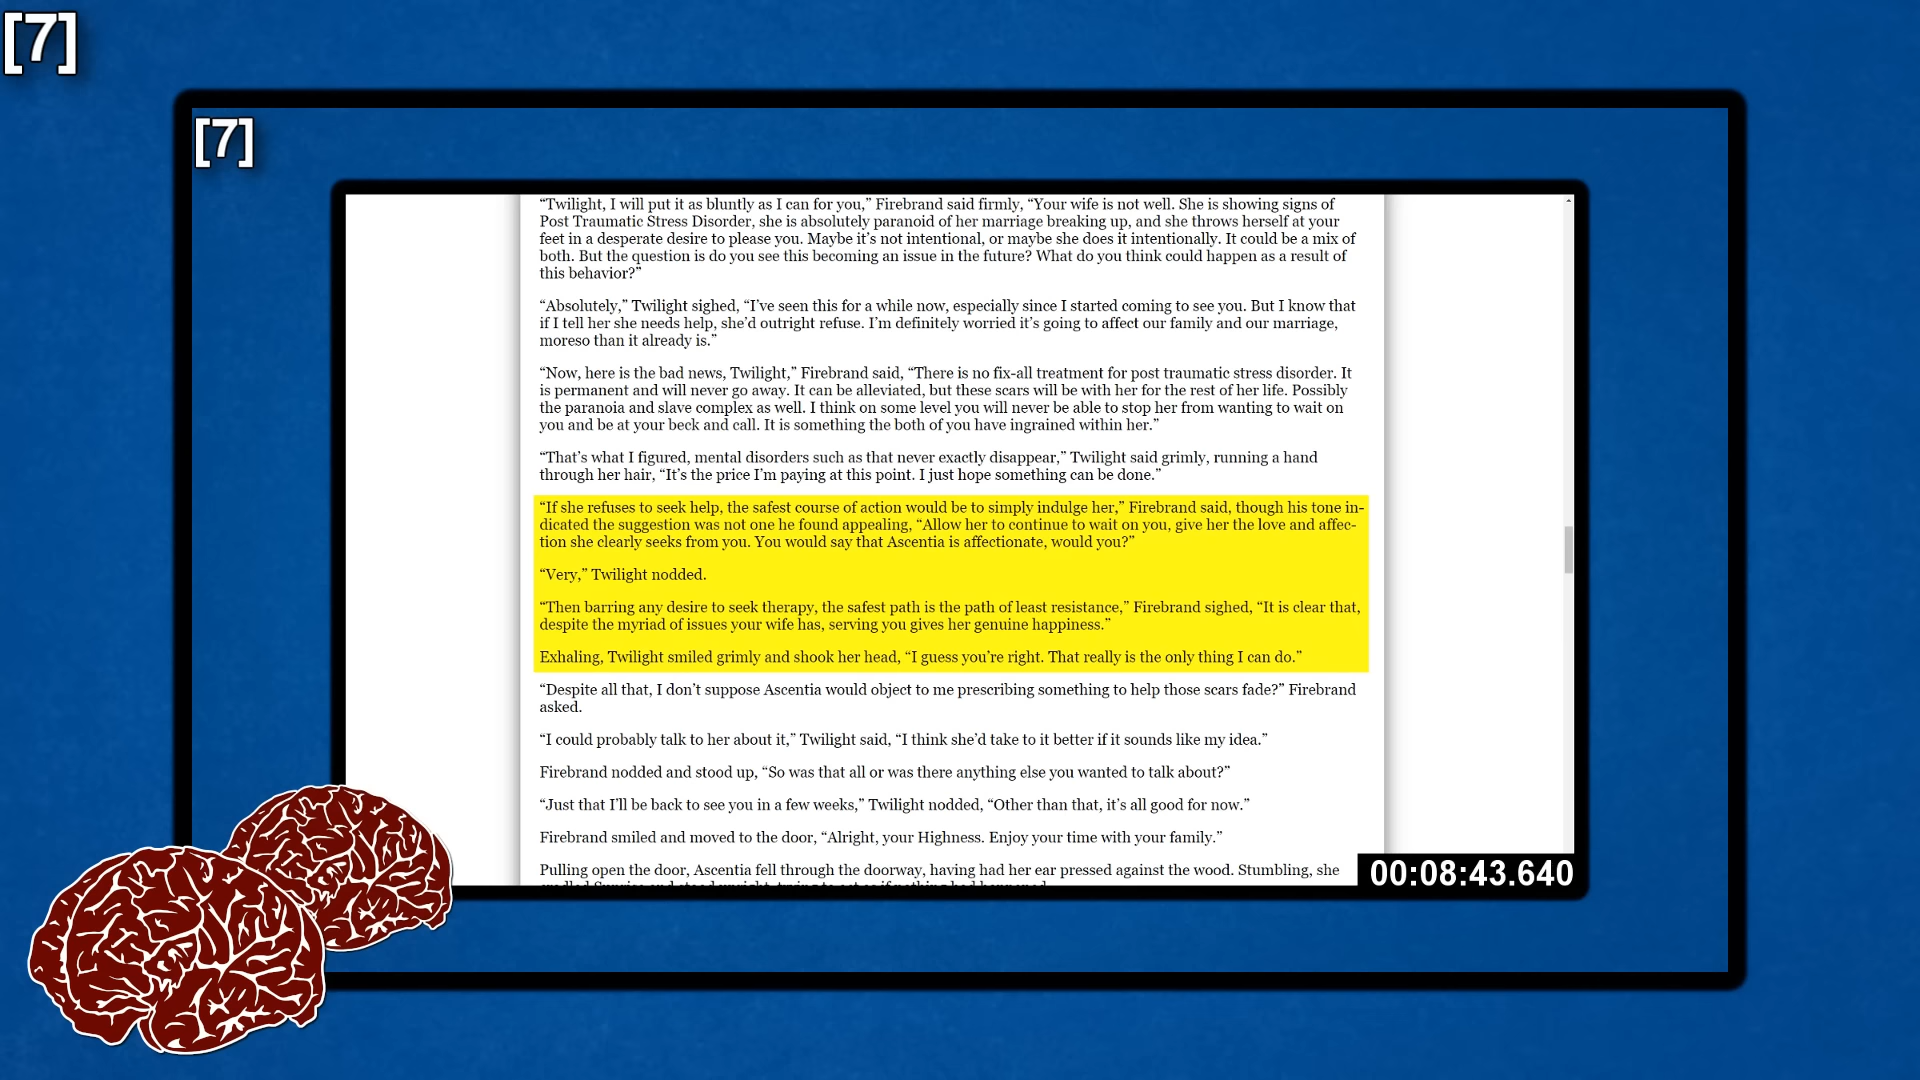 [7]
[7]
“Twilight, I will put it as bluntly as I can for you,” Firebrand said firmly, “Your wife is not well. She is showing signs of
Post Traumatic Stress Disorder, she is absolutely paranoid of her marriage breaking up, and she throws herself at your
feet in a desperate desire to please you. Maybe it’s not intentional, or maybe she does it intentionally. It could be a mix of
both. But the question is do you see this becoming an issue in the future? What do you think could happen as a result of
this behavior?”
“Absolutely,” Twilight sighed, “I’ve seen this for a while now, especially since I started coming to see you. But I know that
if I tell her she needs help, she’d outright refuse. I’m definitely worried it’s going to affect our family and our marriage,
moreso than it already is.”
“Now, here is the bad news, Twilight,” Firebrand said, “There is no fix-all treatment for post traumatic stress disorder. It
is permanent and will never go away. It can be alleviated, but these scars will be with her for the rest of her life. Possibly
the paranoia and slave complex as well. I think on some level you will never be able to stop her from wanting to wait on
you and be at your beck and call. It is something the both of you have ingrained within her.”
“That’s what I figured, mental disorders such as that never exactly disappear,” Twilight said grimly, running a hand
through her hair, “It’s the price I’m paying at this point. I just hope something can be done.”
“If she refuses to seek help, the safest course of action would be to simply indulge her,” Firebrand said, though his tone in-
dicated the suggestion was not one he found appealing, “Allow her to continue to wait on you, give her the love and affec-
tion she clearly seeks from you. You would say that Ascentia is affectionate, would you?”
“Very,” Twilight nodded.
“Then barring any desire to seek therapy, the safest path is the path of least resistance,” Firebrand sighed, “It is clear that,
despite the myriad of issues your wife has, serving you gives her genuine happiness.”
Exhaling, Twilight smiled grimly and shook her head, “I guess you’re right. That really is the only thing I can do.”
“Despite all that, I don’t suppose Ascentia would object to me prescribing something to help those scars fade?” Firebrand
asked.
“I could probably talk to her about it,” Twilight said, “I think she’d take to it better if it sounds like my idea.”
Firebrand nodded and stood up, “So was that all or was there anything else you wanted to talk about?”
“Just that I’ll be back to see you in a few weeks,” Twilight nodded, “Other than that, it’s all good for now.”
Firebrand smiled and moved to the door, “Alright, your Highness. Enjoy your time with your family.”
Pulling open the door, Ascentia fell through the doorway, having had her ear pressed against the wood. Stumbling, she
00:08:43.640